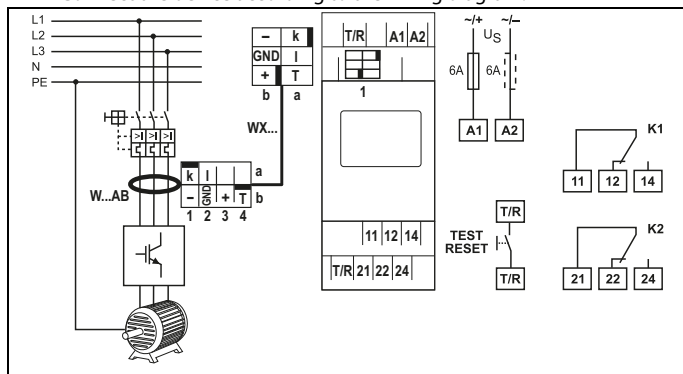 L1
L2
L3
N
PE
– k
GND l
+ T
b a
1
WX...
W...AB
k l a
– GND + T b
1 2 3 4
T/R A1 A2
11 12 14
T/R 21 22 24
~/+ ~/–
US
6A 6A
A1 A2
T/R
TEST
RESET
T/R
K1
11 12 14
K2
21 22 24
>I >I >I